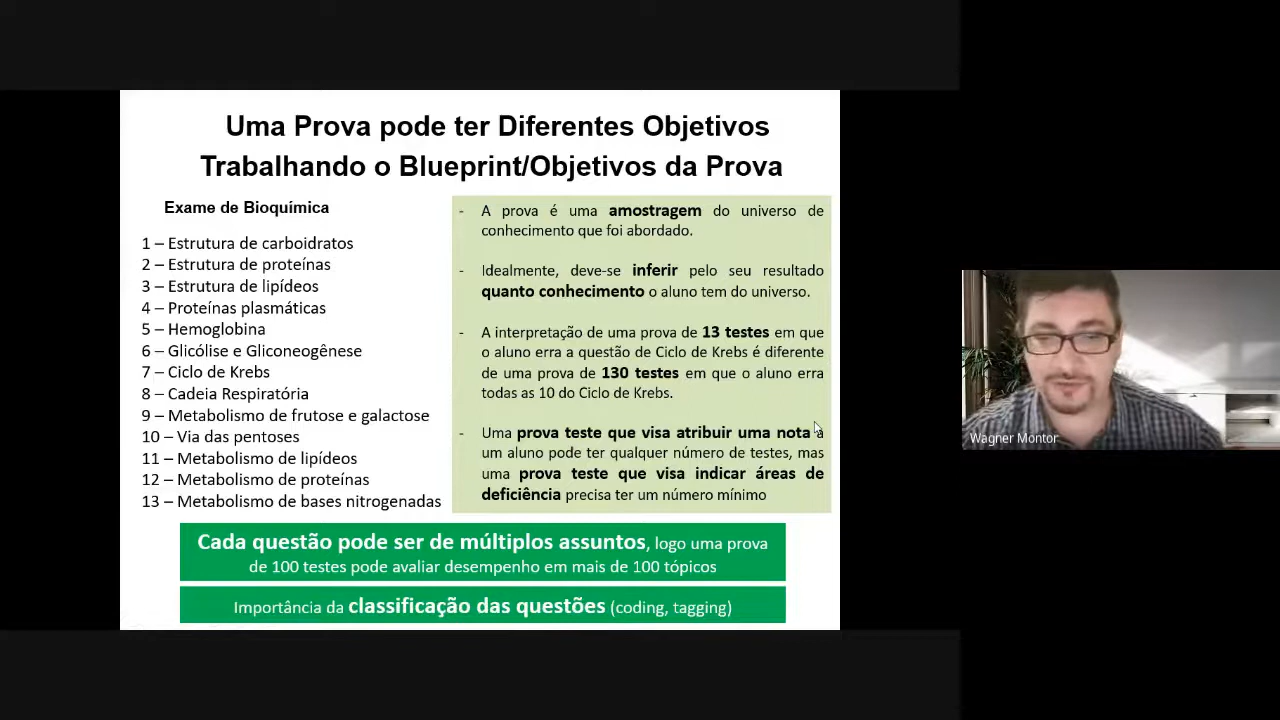 Uma Prova pode ter Diferentes Objetivos
Trabalhando o Blueprint/Objetivos da Prova
Exame de Bioquímica
1 – Estrutura de carboidratos
2 – Estrutura de proteínas
3 – Estrutura de lipídeos
4 – Proteínas plasmáticas
5 – Hemoglobina
6 – Glicólise e Gliconeogênese
7 – Ciclo de Krebs
8 – Cadeia Respiratória
9 – Metabolismo de frutose e galactose
10 – Via das pentoses
11 – Metabolismo de lipídeos
12 – Metabolismo de proteínas
13 – Metabolismo de bases nitrogenadas
- A prova é uma amostragem do universo de
conhecimento que foi abordado.
- Idealmente, deve-se inferir pelo seu resultado
quanto conhecimento o aluno tem do universo.
- A interpretação de uma prova de 13 testes em que
o aluno erra a questão de Ciclo de Krebs é diferente
de uma prova de 130 testes em que o aluno erra
todas as 10 do Ciclo de Krebs.
- Uma prova teste que visa atribuir uma nota a
um aluno pode ter qualquer número de testes, mas
uma prova teste que visa indicar áreas de
deficiência precisa ter um número mínimo
Cada questão pode ser de múltiplos assuntos, logo uma prova
de 100 testes pode avaliar desempenho em mais de 100 tópicos
Importância da classificação das questões (coding, tagging)
Wagner Montor